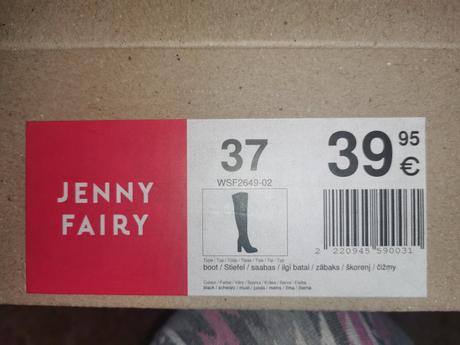 JENNY
FAIRY
37
WSF2649-02
39 95 €
2 220945 590031
boot / Stiefel / saabas / ilgi batai / zābaks / škorenj / čižmy